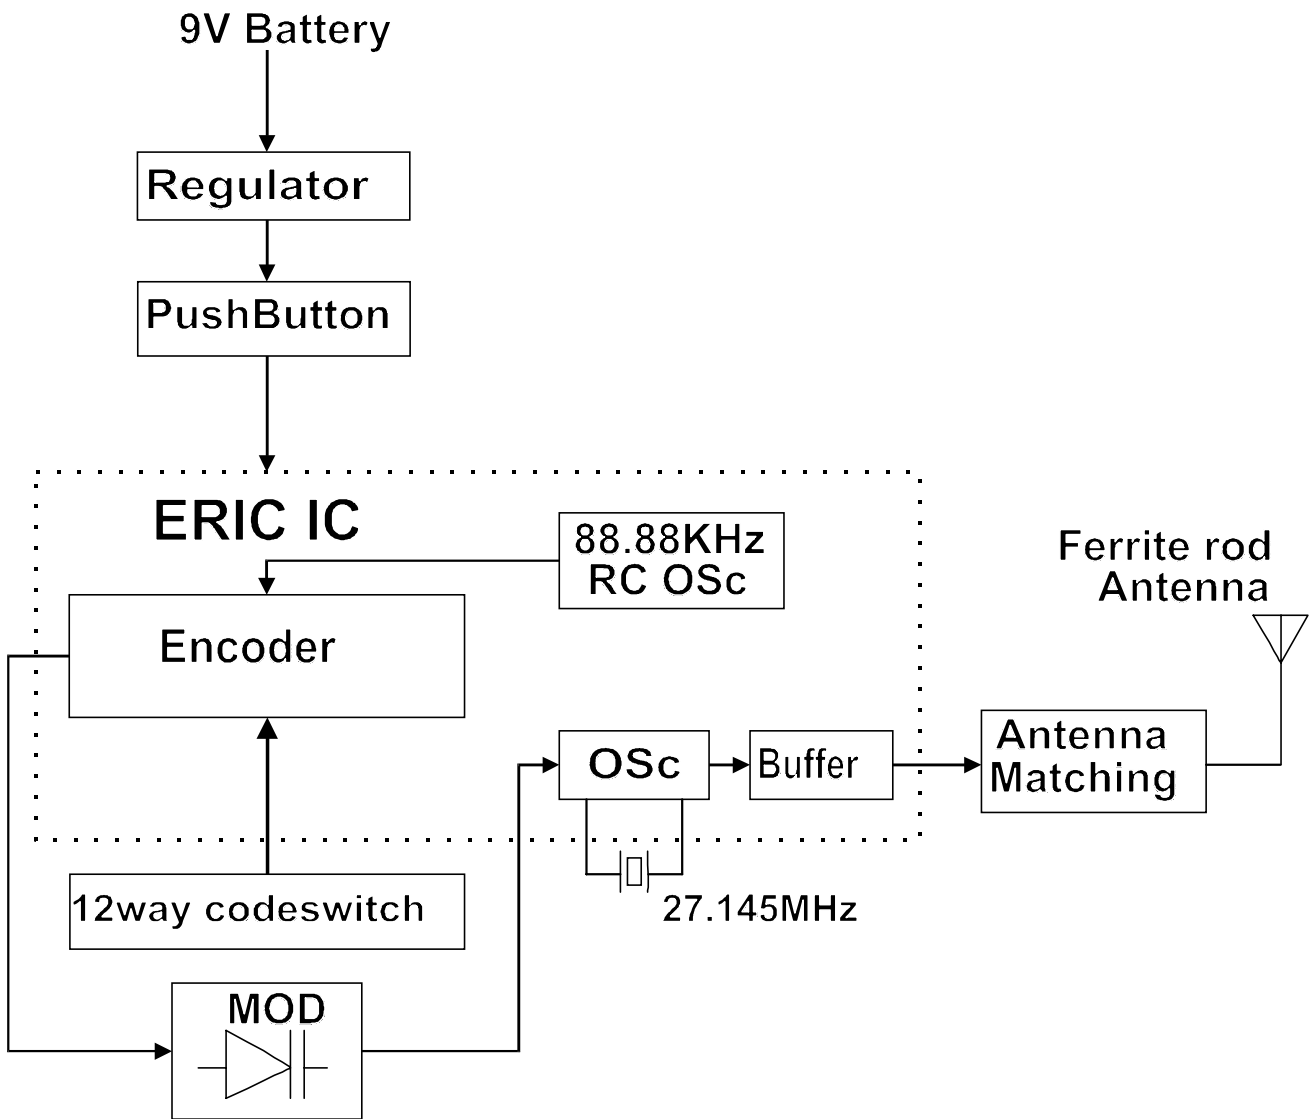 9V Battery
Regulator
PushButton
ERIC IC
88.88KHz
RC OSc
Encoder
Ferrite rod
Antenna
OSc
Buffer
Antenna
Matching
12way codeswitch
27.145MHz
MOD